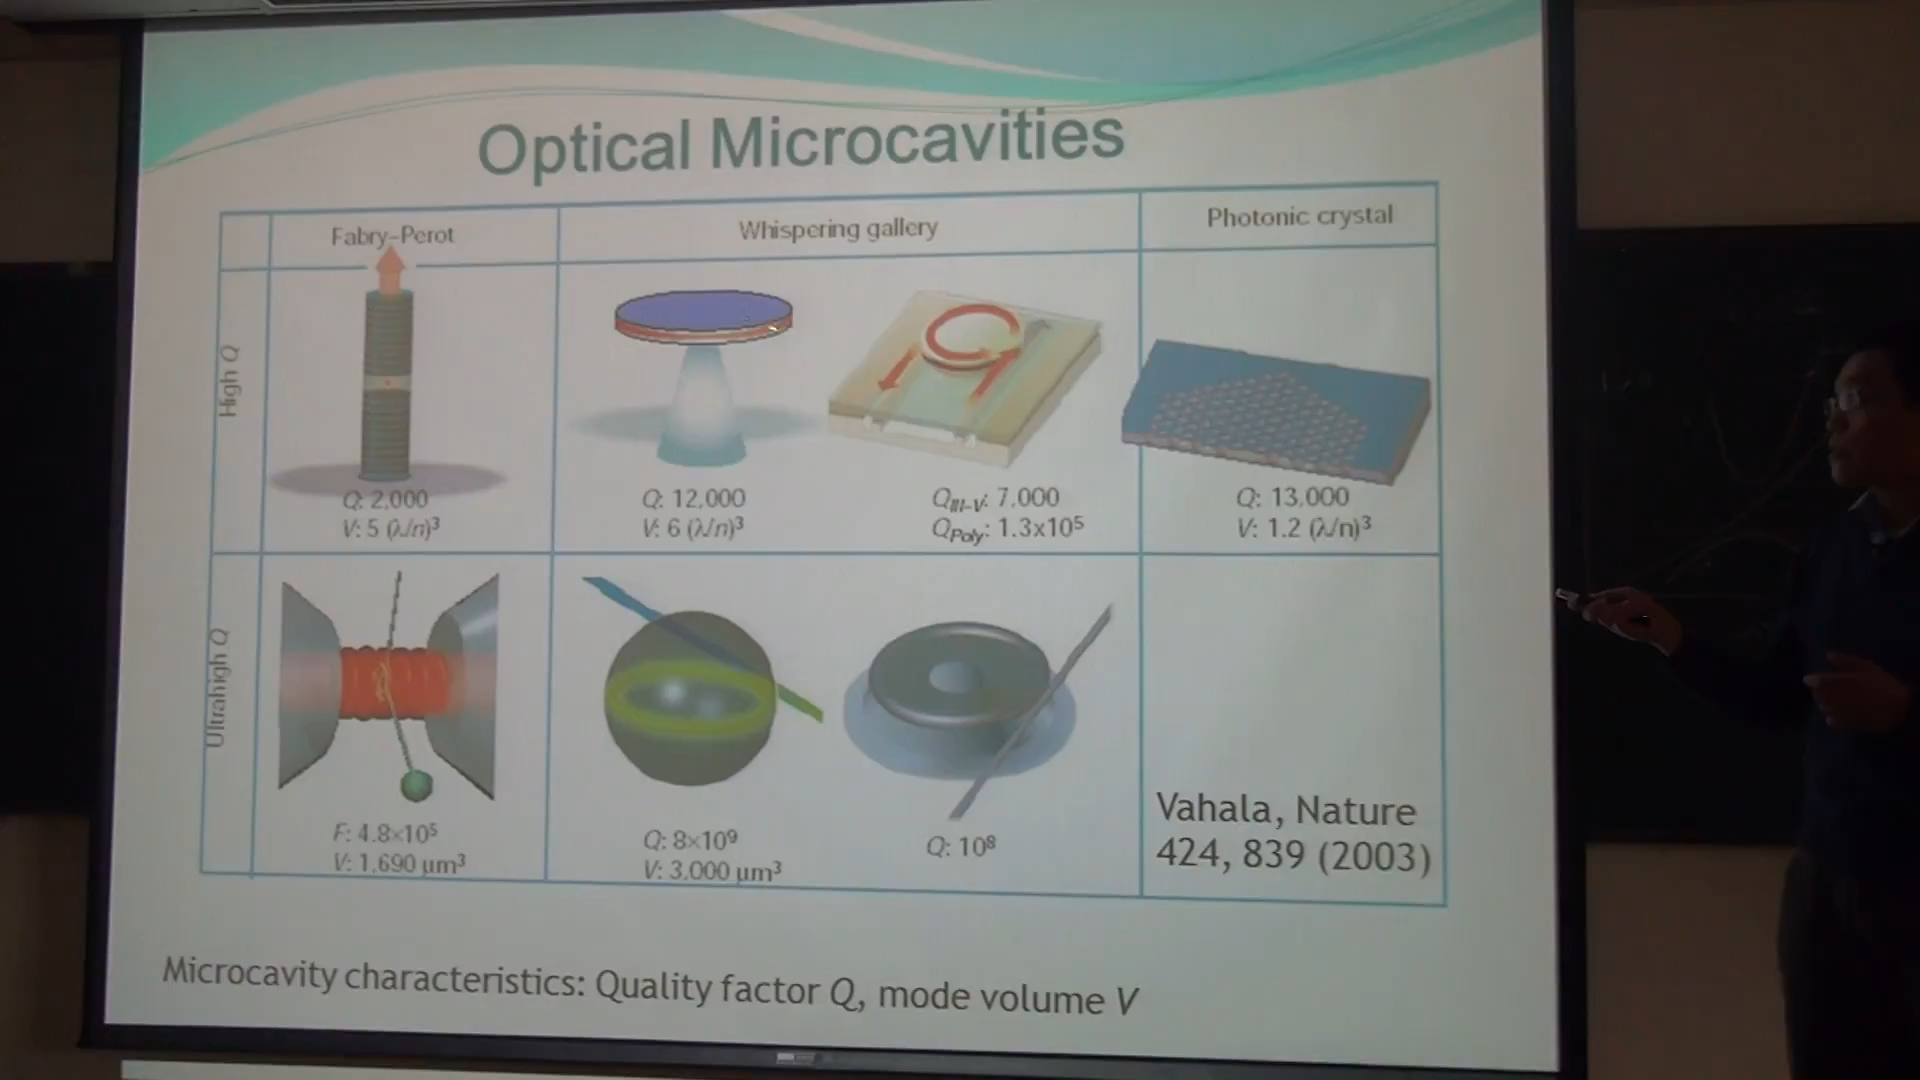 Optical Microcavities
Fabry-Perot
Whispering gallery
Photonic crystal
High Q
Q: 2,000
V: 5 (λ/n)³
Q: 12,000
V: 6 (λ/n)³
Q_III-V: 7,000
Q_Poly: 1.3x10⁵
Q: 13,000
V: 1.2 (λ/n)³
Ultrahigh Q
F: 4.8×10⁵
V: 1,690 µm³
Q: 8×10⁹
V: 3,000 µm³
Q: 10⁸
Vahala, Nature
424, 839 (2003)
Microcavity characteristics: Quality factor Q, mode volume V